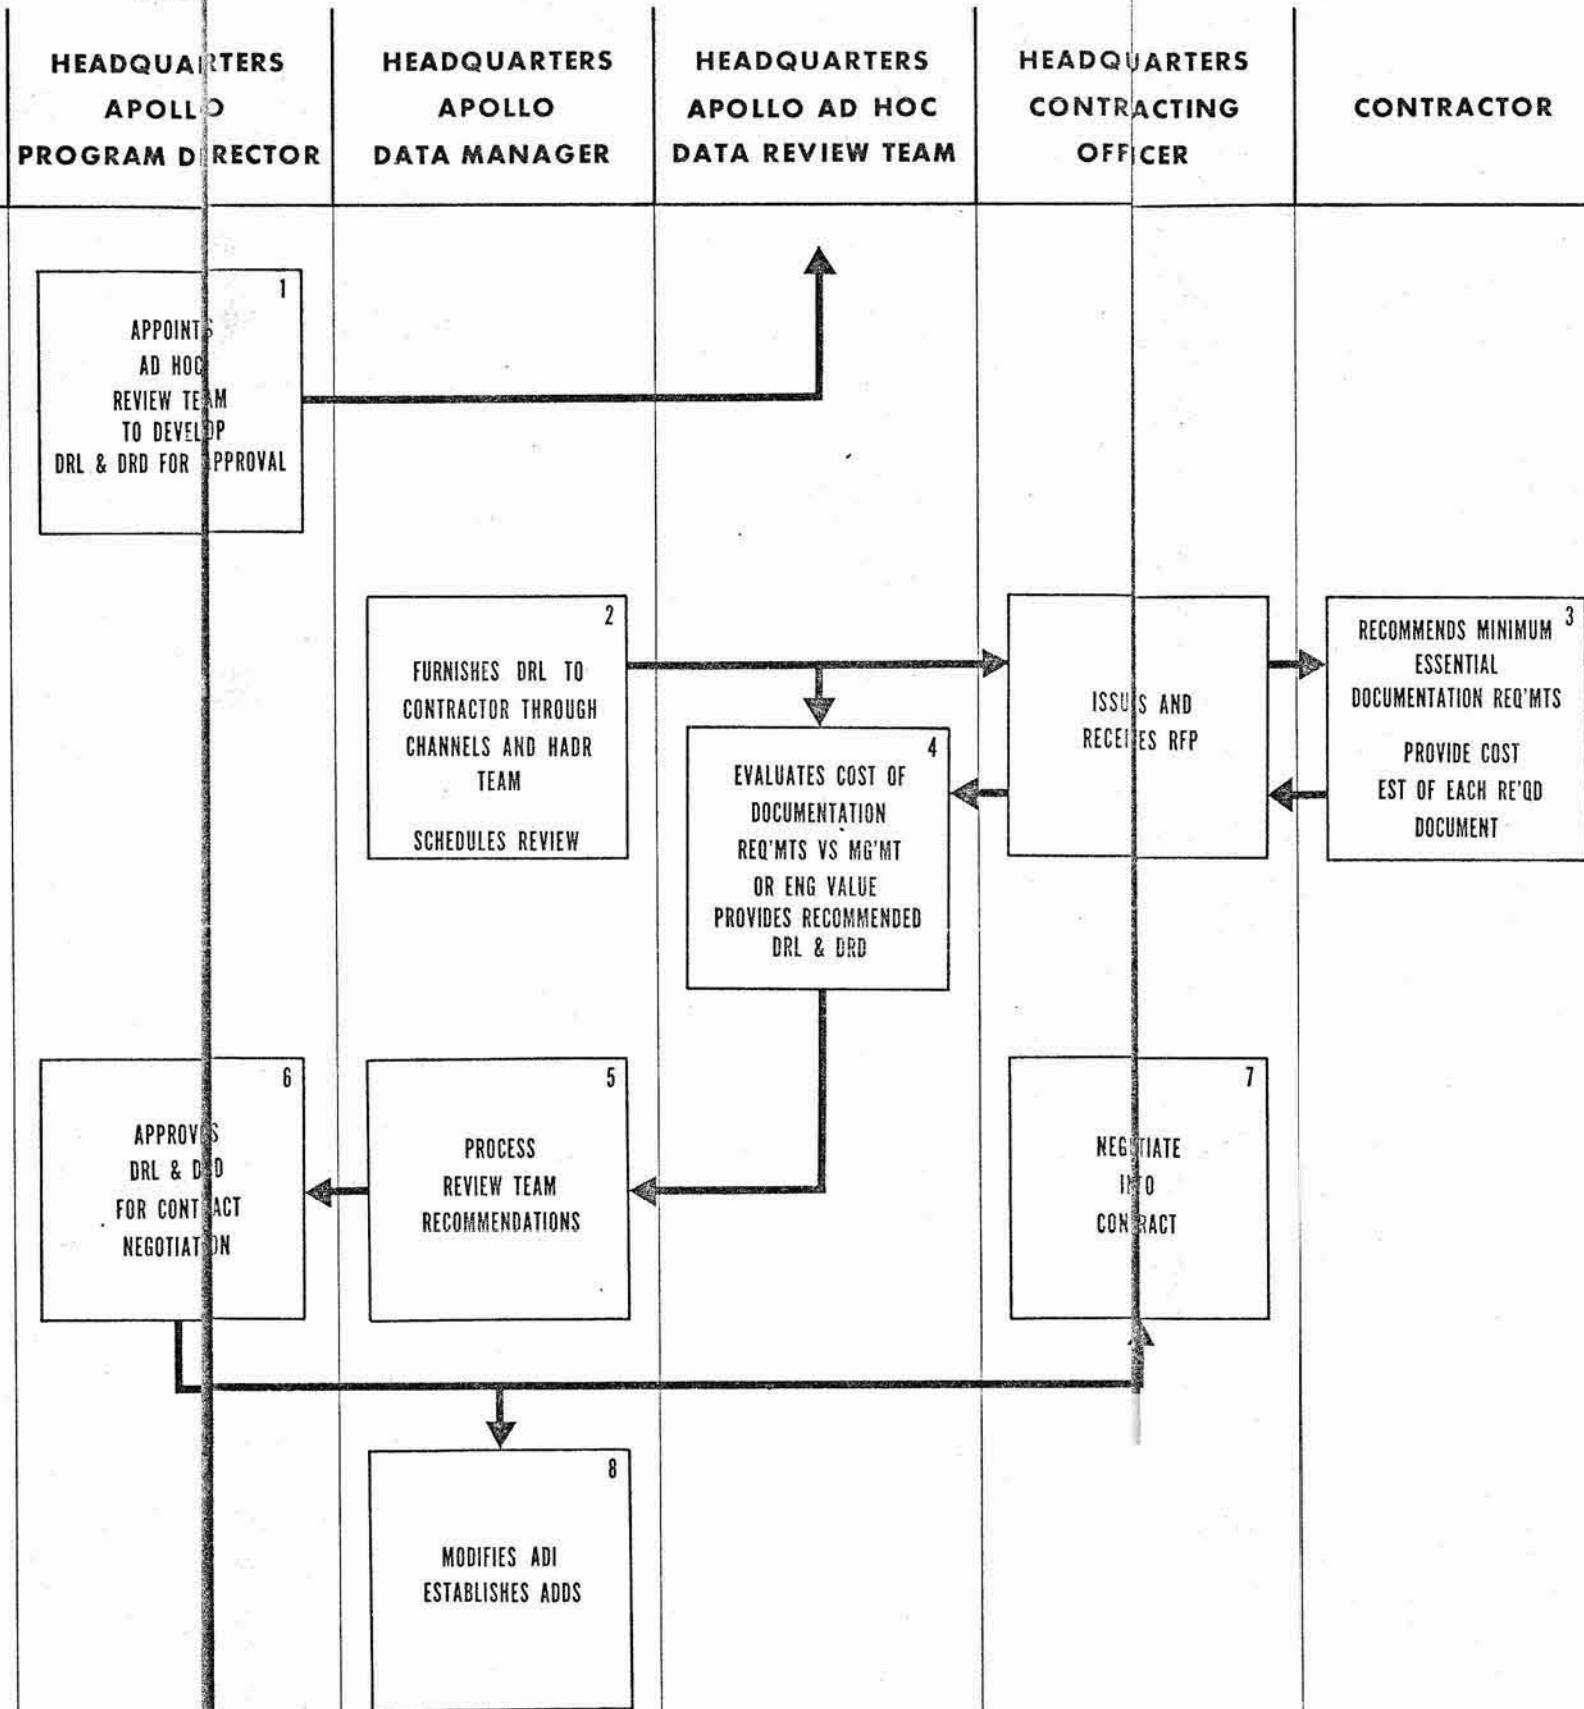 HEADQUARTERS
APOLLO
PROGRAM DIRECTOR
HEADQUARTERS
APOLLO
DATA MANAGER
HEADQUARTERS
APOLLO AD HOC
DATA REVIEW TEAM
HEADQUARTERS
CONTRACTING
OFFICER
CONTRACTOR
1
APPOINTS
AD HOC
REVIEW TEAM
TO DEVELOP
DRL & DRD FOR APPROVAL
2
FURNISHES DRL TO
CONTRACTOR THROUGH
CHANNELS AND HADR
TEAM
SCHEDULES REVIEW
ISSUES AND
RECEIVES RFP
3
RECOMMENDS MINIMUM
ESSENTIAL
DOCUMENTATION REQ'MTS
PROVIDE COST
EST OF EACH RE'QD
DOCUMENT
4
EVALUATES COST OF
DOCUMENTATION
REQ'MTS VS MG'MT
OR ENG VALUE
PROVIDES RECOMMENDED
DRL & DRD
6
APPROVES
DRL & DRD
FOR CONTRACT
NEGOTIATION
5
PROCESS
REVIEW TEAM
RECOMMENDATIONS
7
NEGOTIATE
INTO
CONTRACT
8
MODIFIES ADI
ESTABLISHES ADDS